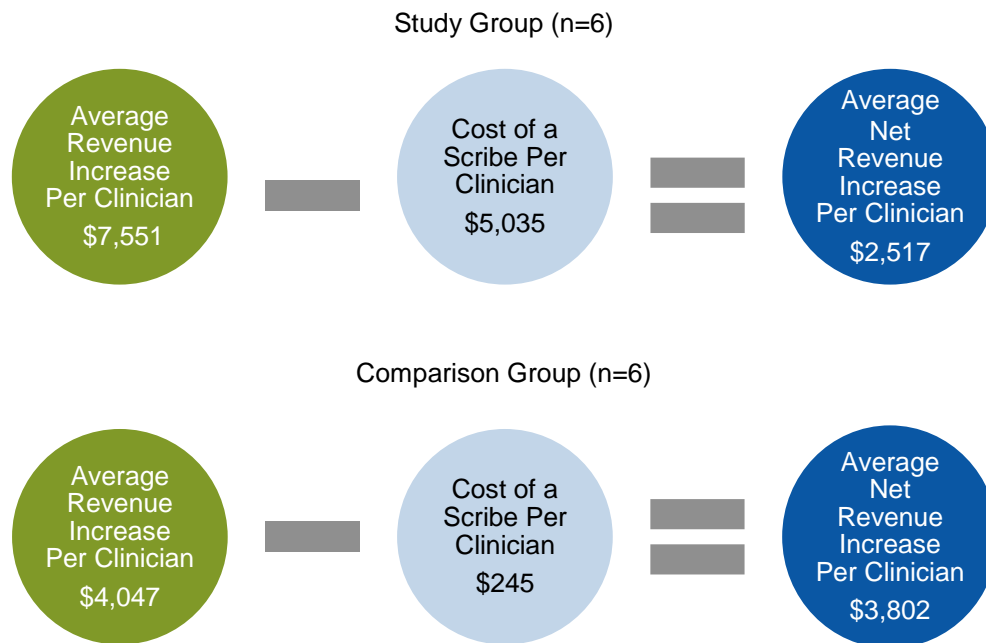 Study Group (n=6)
Average
Revenue
Increase
Per Clinician
$7,551
Cost of a
Scribe Per
Clinician
$5,035
Average
Net
Revenue
Increase
Per Clinician
$2,517
Comparison Group (n=6)
Average
Revenue
Increase
Per Clinician
$4,047
Cost of a
Scribe Per
Clinician
$245
Average
Net
Revenue
Increase
Per Clinician
$3,802